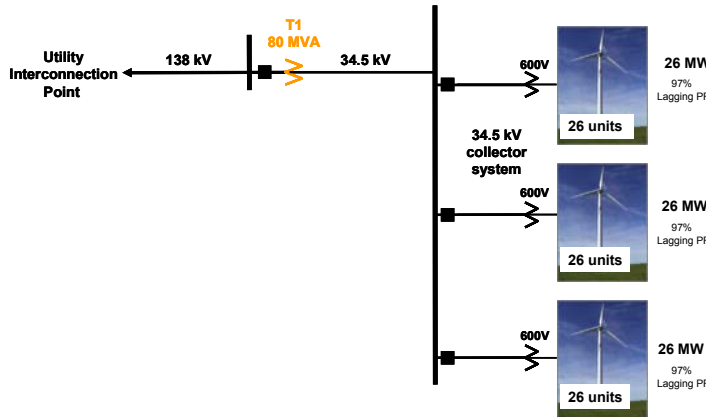 T1
80 MVA
138 kV
34.5 kV
Utility
Interconnection
Point
600V
26 MW
97%
Lagging PF
26 units
34.5 kV
collector
system
600V
26 MW
97%
Lagging PF
26 units
600V
26 MW
97%
Lagging PF
26 units